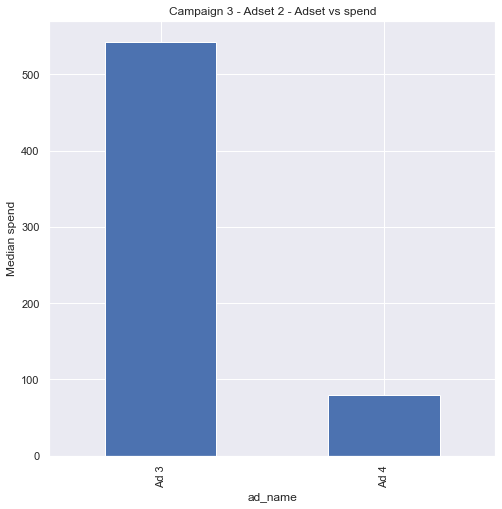 Campaign 3 - Adset 2 - Adset vs spend
Median spend
500
400
300
200
100
0
Ad 3
Ad 4
ad_name